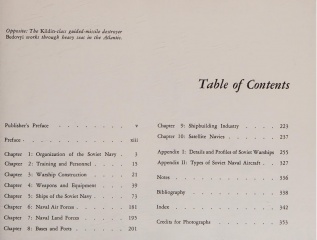 Opposite: The Kildin-class guided-missile destroyer
Bedovyi works through heavy seas in the Atlantic.
Table of Contents
Publisher's Preface . . . . . . . . v
Preface . . . . . . . . . . . xiii
Chapter 1: Organization of the Soviet Navy . 3
Chapter 2: Training and Personnel . . . . 13
Chapter 3: Warship Construction . . . . 21
Chapter 4: Weapons and Equipment . . . 39
Chapter 5: Ships of the Soviet Navy . . . . 73
Chapter 6: Naval Air Forces . . . . . . 181
Chapter 7: Naval Land Forces . . . . . 195
Chapter 8: Bases and Ports . . . . . . 201
Chapter 9: Shipbuilding Industry . . . . 223
Chapter 10: Satellite Navies . . . . . 237
Appendix I: Details and Profiles of Soviet Warships 255
Appendix II: Types of Soviet Naval Aircraft . . 327
Notes . . . . . . . . . . . 336
Bibliography . . . . . . . . . 338
Index . . . . . . . . . . . 342
Credits for Photographs . . . . . . 353